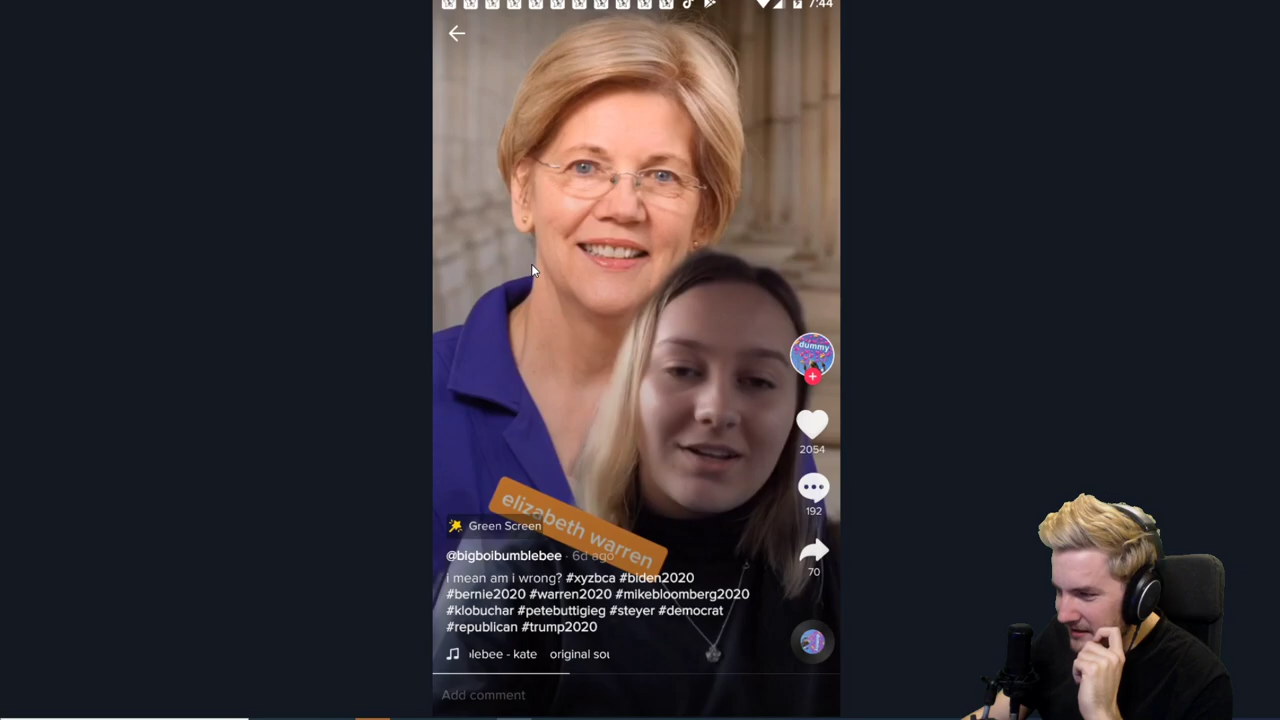 7:44
dummy
2054
192
70
elizabeth warren
Green Screen
@bigboibumblebee · 6d ago
i mean am i wrong? #xyzbca #biden2020
#bernie2020 #warren2020 #mikebloomberg2020
#klobuchar #petebuttigieg #steyer #democrat
#republican #trump2020
lebee - kate original sou
Add comment